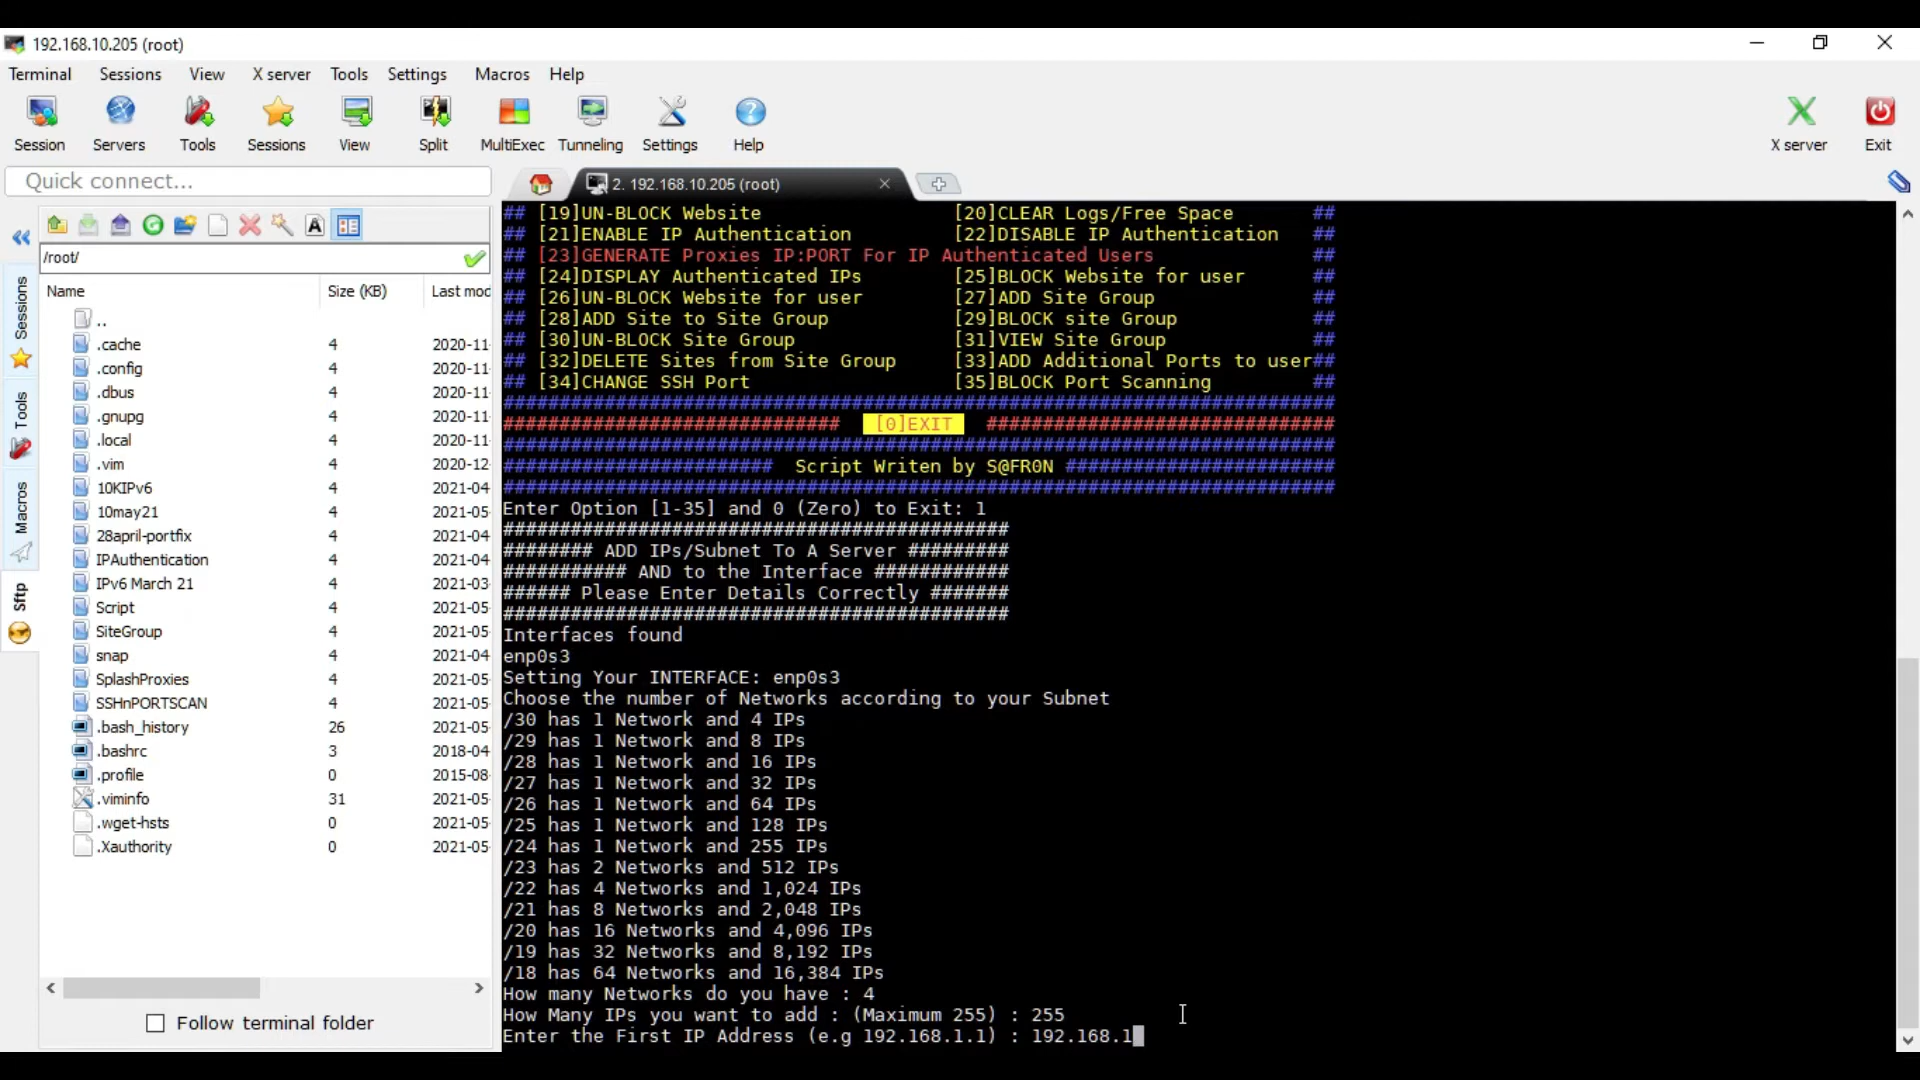 192.168.10.205 (root)
Terminal Sessions View X server Tools Settings Macros Help
Session Servers Tools Sessions View Split MultiExec Tunneling Settings Help X server Exit
Quick connect...
2. 192.168.10.205 (root)
/root/
Name Size (KB) Last mod
..
.cache 4 2020-11-
.config 4 2020-11-
.dbus 4 2020-11-
.gnupg 4 2020-11-
.local 4 2020-11-
.vim 4 2020-12-
10KIPv6 4 2021-04-
10may21 4 2021-05-
28april-portfix 4 2021-04-
IPAuthentication 4 2021-04-
IPv6 March 21 4 2021-03-
Script 4 2021-05-
SiteGroup 4 2021-05-
snap 4 2021-04-
SplashProxies 4 2021-05-
SSHnPORTSCAN 4 2021-05-
.bash_history 26 2021-05-
.bashrc 3 2018-04-
.profile 0 2015-08-
.viminfo 31 2021-05-
.wget-hsts 0 2021-05-
.Xauthority 0 2021-05-
Follow terminal folder
Sessions
Tools
Macros
Sftp
## [19]UN-BLOCK Website [20]CLEAR Logs/Free Space ##
## [21]ENABLE IP Authentication [22]DISABLE IP Authentication ##
## [23]GENERATE Proxies IP:PORT For IP Authenticated Users ##
## [24]DISPLAY Authenticated IPs [25]BLOCK Website for user ##
## [26]UN-BLOCK Website for user [27]ADD Site Group ##
## [28]ADD Site to Site Group [29]BLOCK site Group ##
## [30]UN-BLOCK Site Group [31]VIEW Site Group ##
## [32]DELETE Sites from Site Group [33]ADD Additional Ports to user##
## [34]CHANGE SSH Port [35]BLOCK Port Scanning ##
##########################################################################
############################## [0]EXIT ###############################
##########################################################################
######################## Script Writen by S@FR0N ########################
##########################################################################
Enter Option [1-35] and 0 (Zero) to Exit: 1
#############################################
######## ADD IPs/Subnet To A Server #########
########### AND to the Interface ############
###### Please Enter Details Correctly #######
#############################################
Interfaces found
enp0s3
Setting Your INTERFACE: enp0s3
Choose the number of Networks according to your Subnet
/30 has 1 Network and 4 IPs
/29 has 1 Network and 8 IPs
/28 has 1 Network and 16 IPs
/27 has 1 Network and 32 IPs
/26 has 1 Network and 64 IPs
/25 has 1 Network and 128 IPs
/24 has 1 Network and 255 IPs
/23 has 2 Networks and 512 IPs
/22 has 4 Networks and 1,024 IPs
/21 has 8 Networks and 2,048 IPs
/20 has 16 Networks and 4,096 IPs
/19 has 32 Networks and 8,192 IPs
/18 has 64 Networks and 16,384 IPs
How many Networks do you have : 4
How Many IPs you want to add : (Maximum 255) : 255
Enter the First IP Address (e.g 192.168.1.1) : 192.168.1